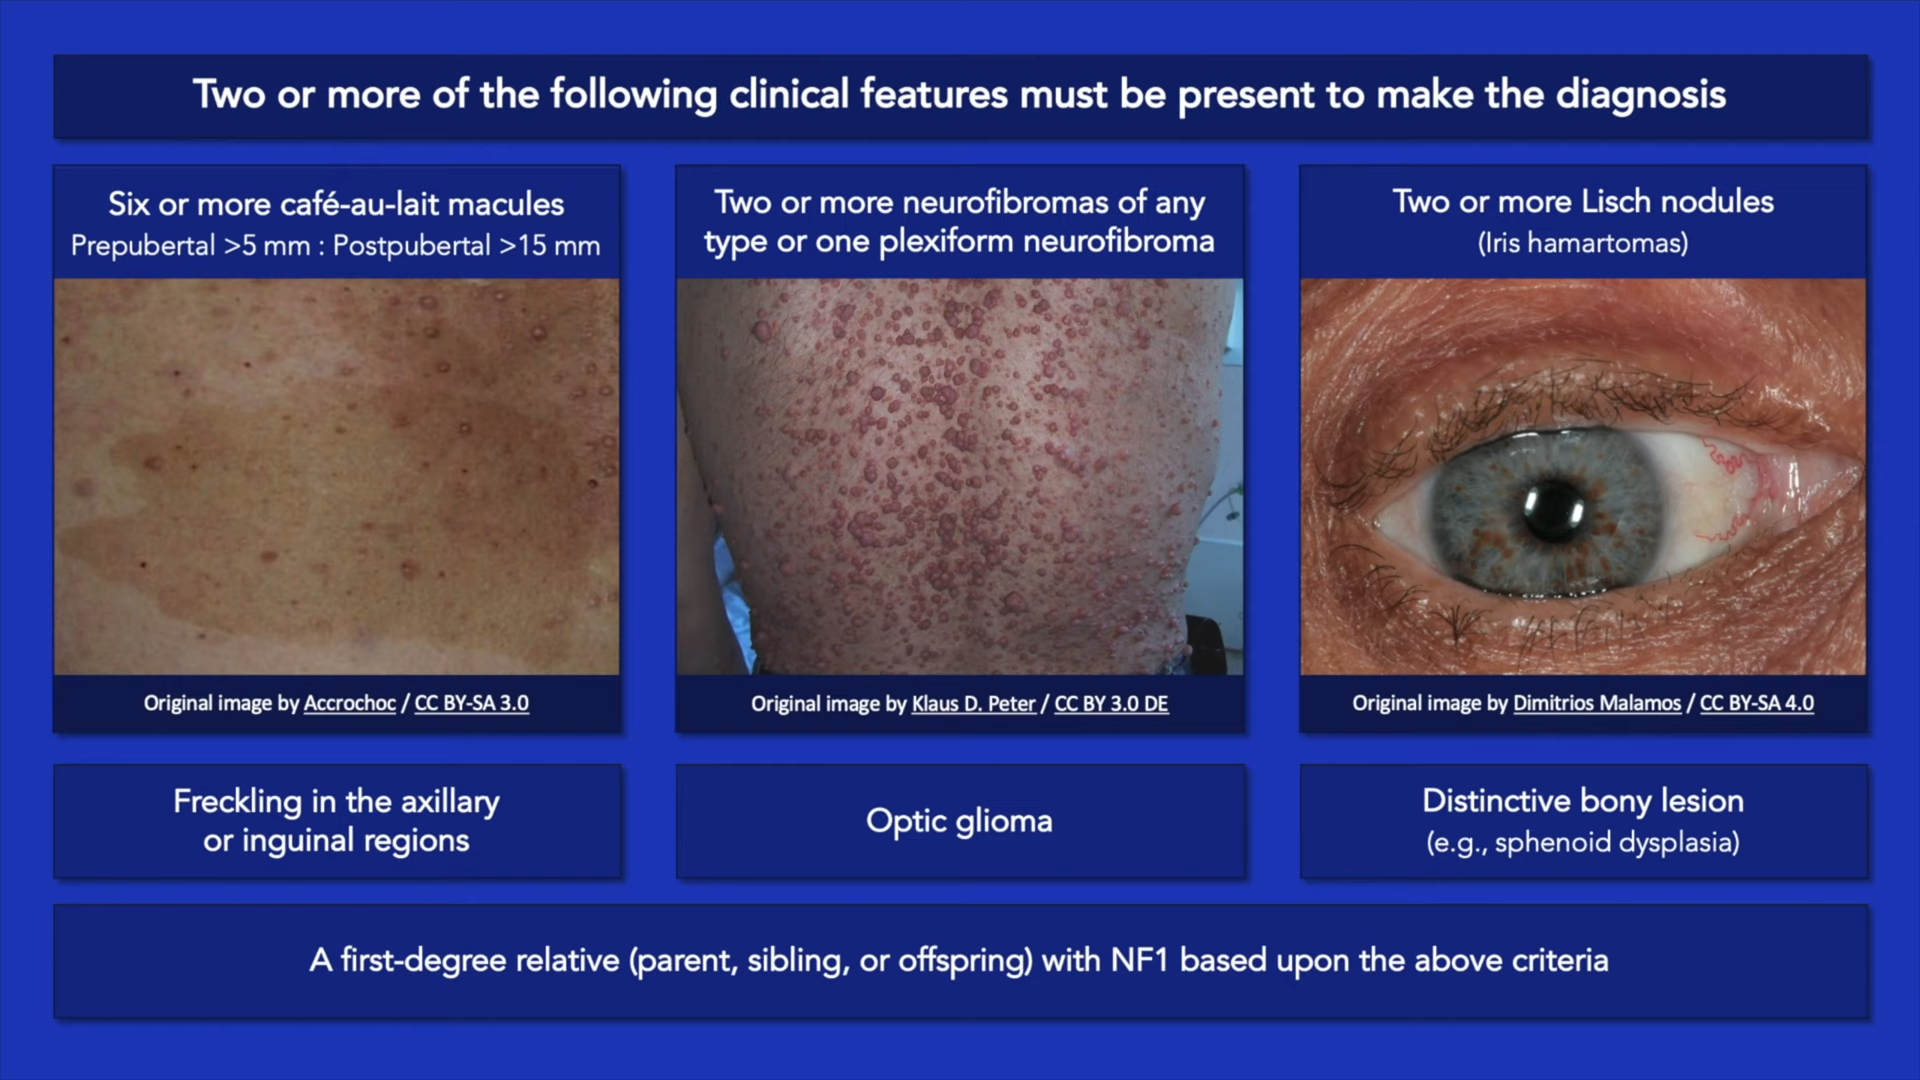 Two or more of the following clinical features must be present to make the diagnosis
Six or more café-au-lait macules
Prepubertal >5 mm : Postpubertal >15 mm
Two or more neurofibromas of any
type or one plexiform neurofibroma
Two or more Lisch nodules
(Iris hamartomas)
Original image by Accrochoc / CC BY-SA 3.0
Original image by Klaus D. Peter / CC BY 3.0 DE
Original image by Dimitrios Malamos / CC BY-SA 4.0
Freckling in the axillary
or inguinal regions
Optic glioma
Distinctive bony lesion
(e.g., sphenoid dysplasia)
A first-degree relative (parent, sibling, or offspring) with NF1 based upon the above criteria